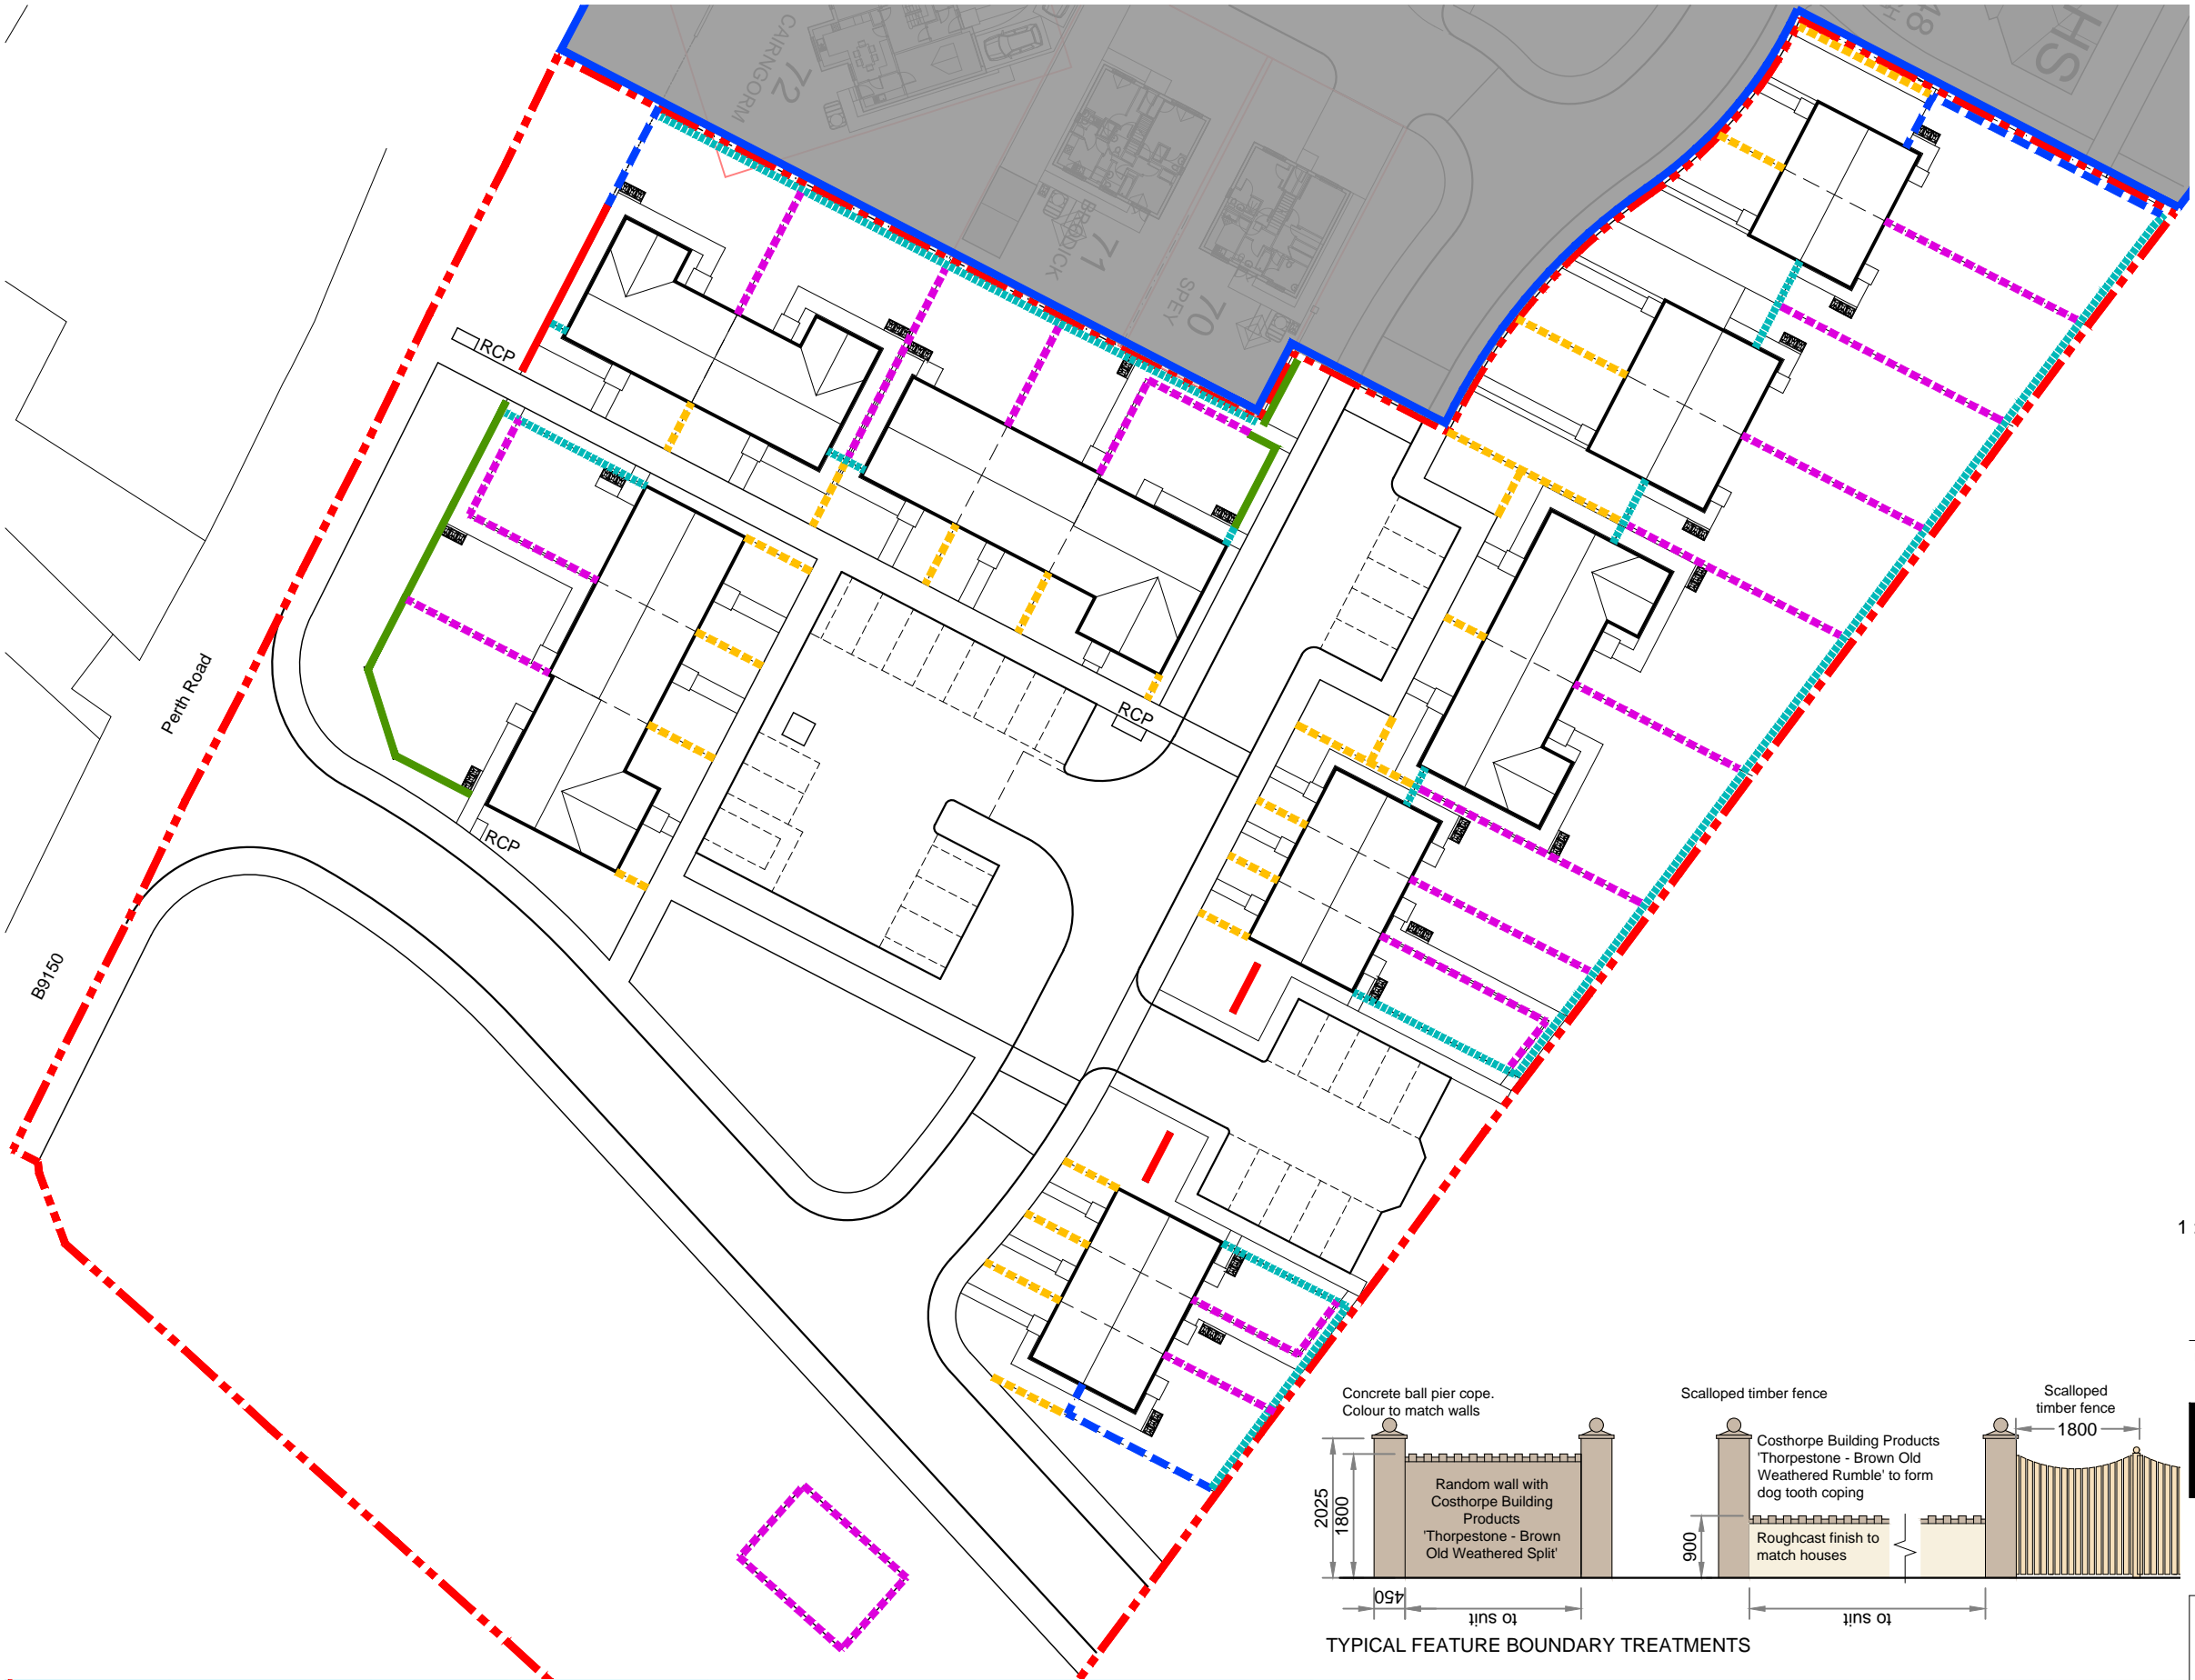 CAIRNGORM
72
BRODICK
71
SPEY
70
48
HS
RCP
Perth Road
RCP
RCP
B9150
1
Concrete ball pier cope.
Colour to match walls
2025
1800
Random wall with
Costhorpe Building
Products
'Thorpestone - Brown
Old Weathered Split'
450
to suit
Scalloped timber fence
Costhorpe Building Products
'Thorpestone - Brown Old
Weathered Rumble' to form
dog tooth coping
900
Roughcast finish to
match houses
to suit
Scalloped
timber fence
1800
TYPICAL FEATURE BOUNDARY TREATMENTS